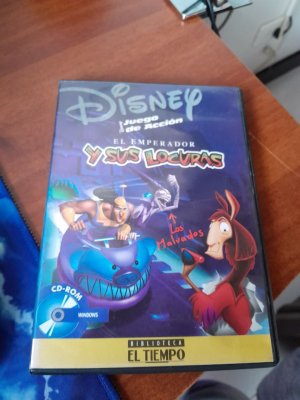 DISNEY
Juego
de Acción
EL EMPERADOR
Y SUS LOCURAS
Los
Malvados
CD-ROM
WINDOWS
BIBLIOTECA
EL TIEMPO